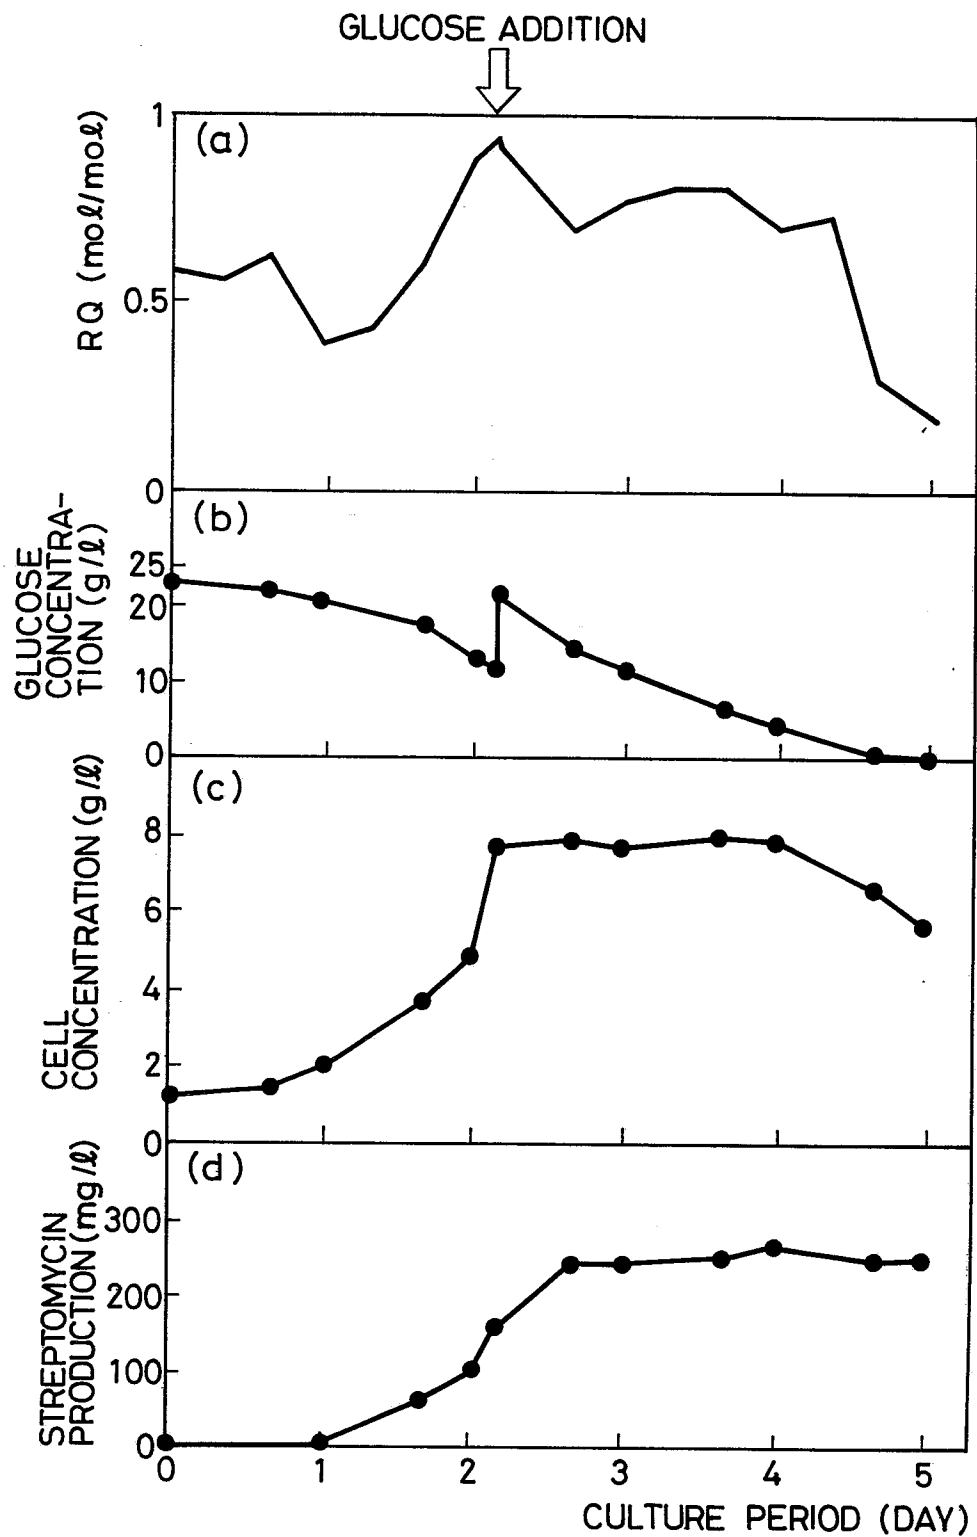 GLUCOSE ADDITION
(a)
RQ (mol/mol)
1
0.5
0
(b)
GLUCOSE
CONCENTRA-
TION (g/ℓ)
25
20
10
0
(c)
CELL
CONCENTRATION (g/ℓ)
8
6
4
2
0
(d)
STREPTOMYCIN
PRODUCTION (mg/ℓ)
300
200
100
0
0 1 2 3 4 5
CULTURE PERIOD (DAY)